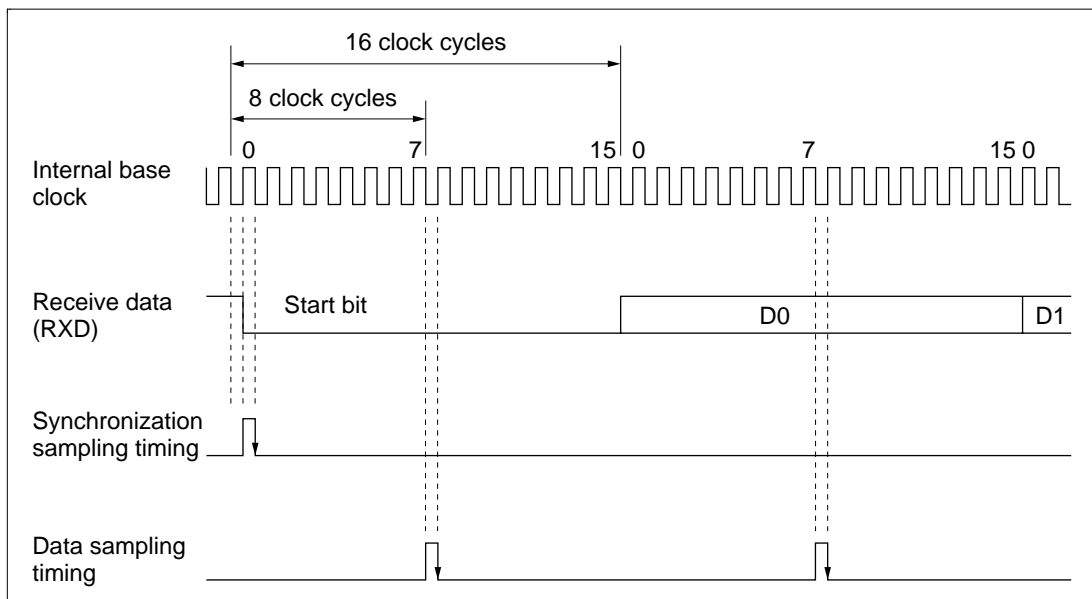 16 clock cycles
8 clock cycles
0 7 15 0 7 15 0
Internal base
clock
Receive data
(RXD)
Start bit
D0
D1
Synchronization
sampling timing
Data sampling
timing